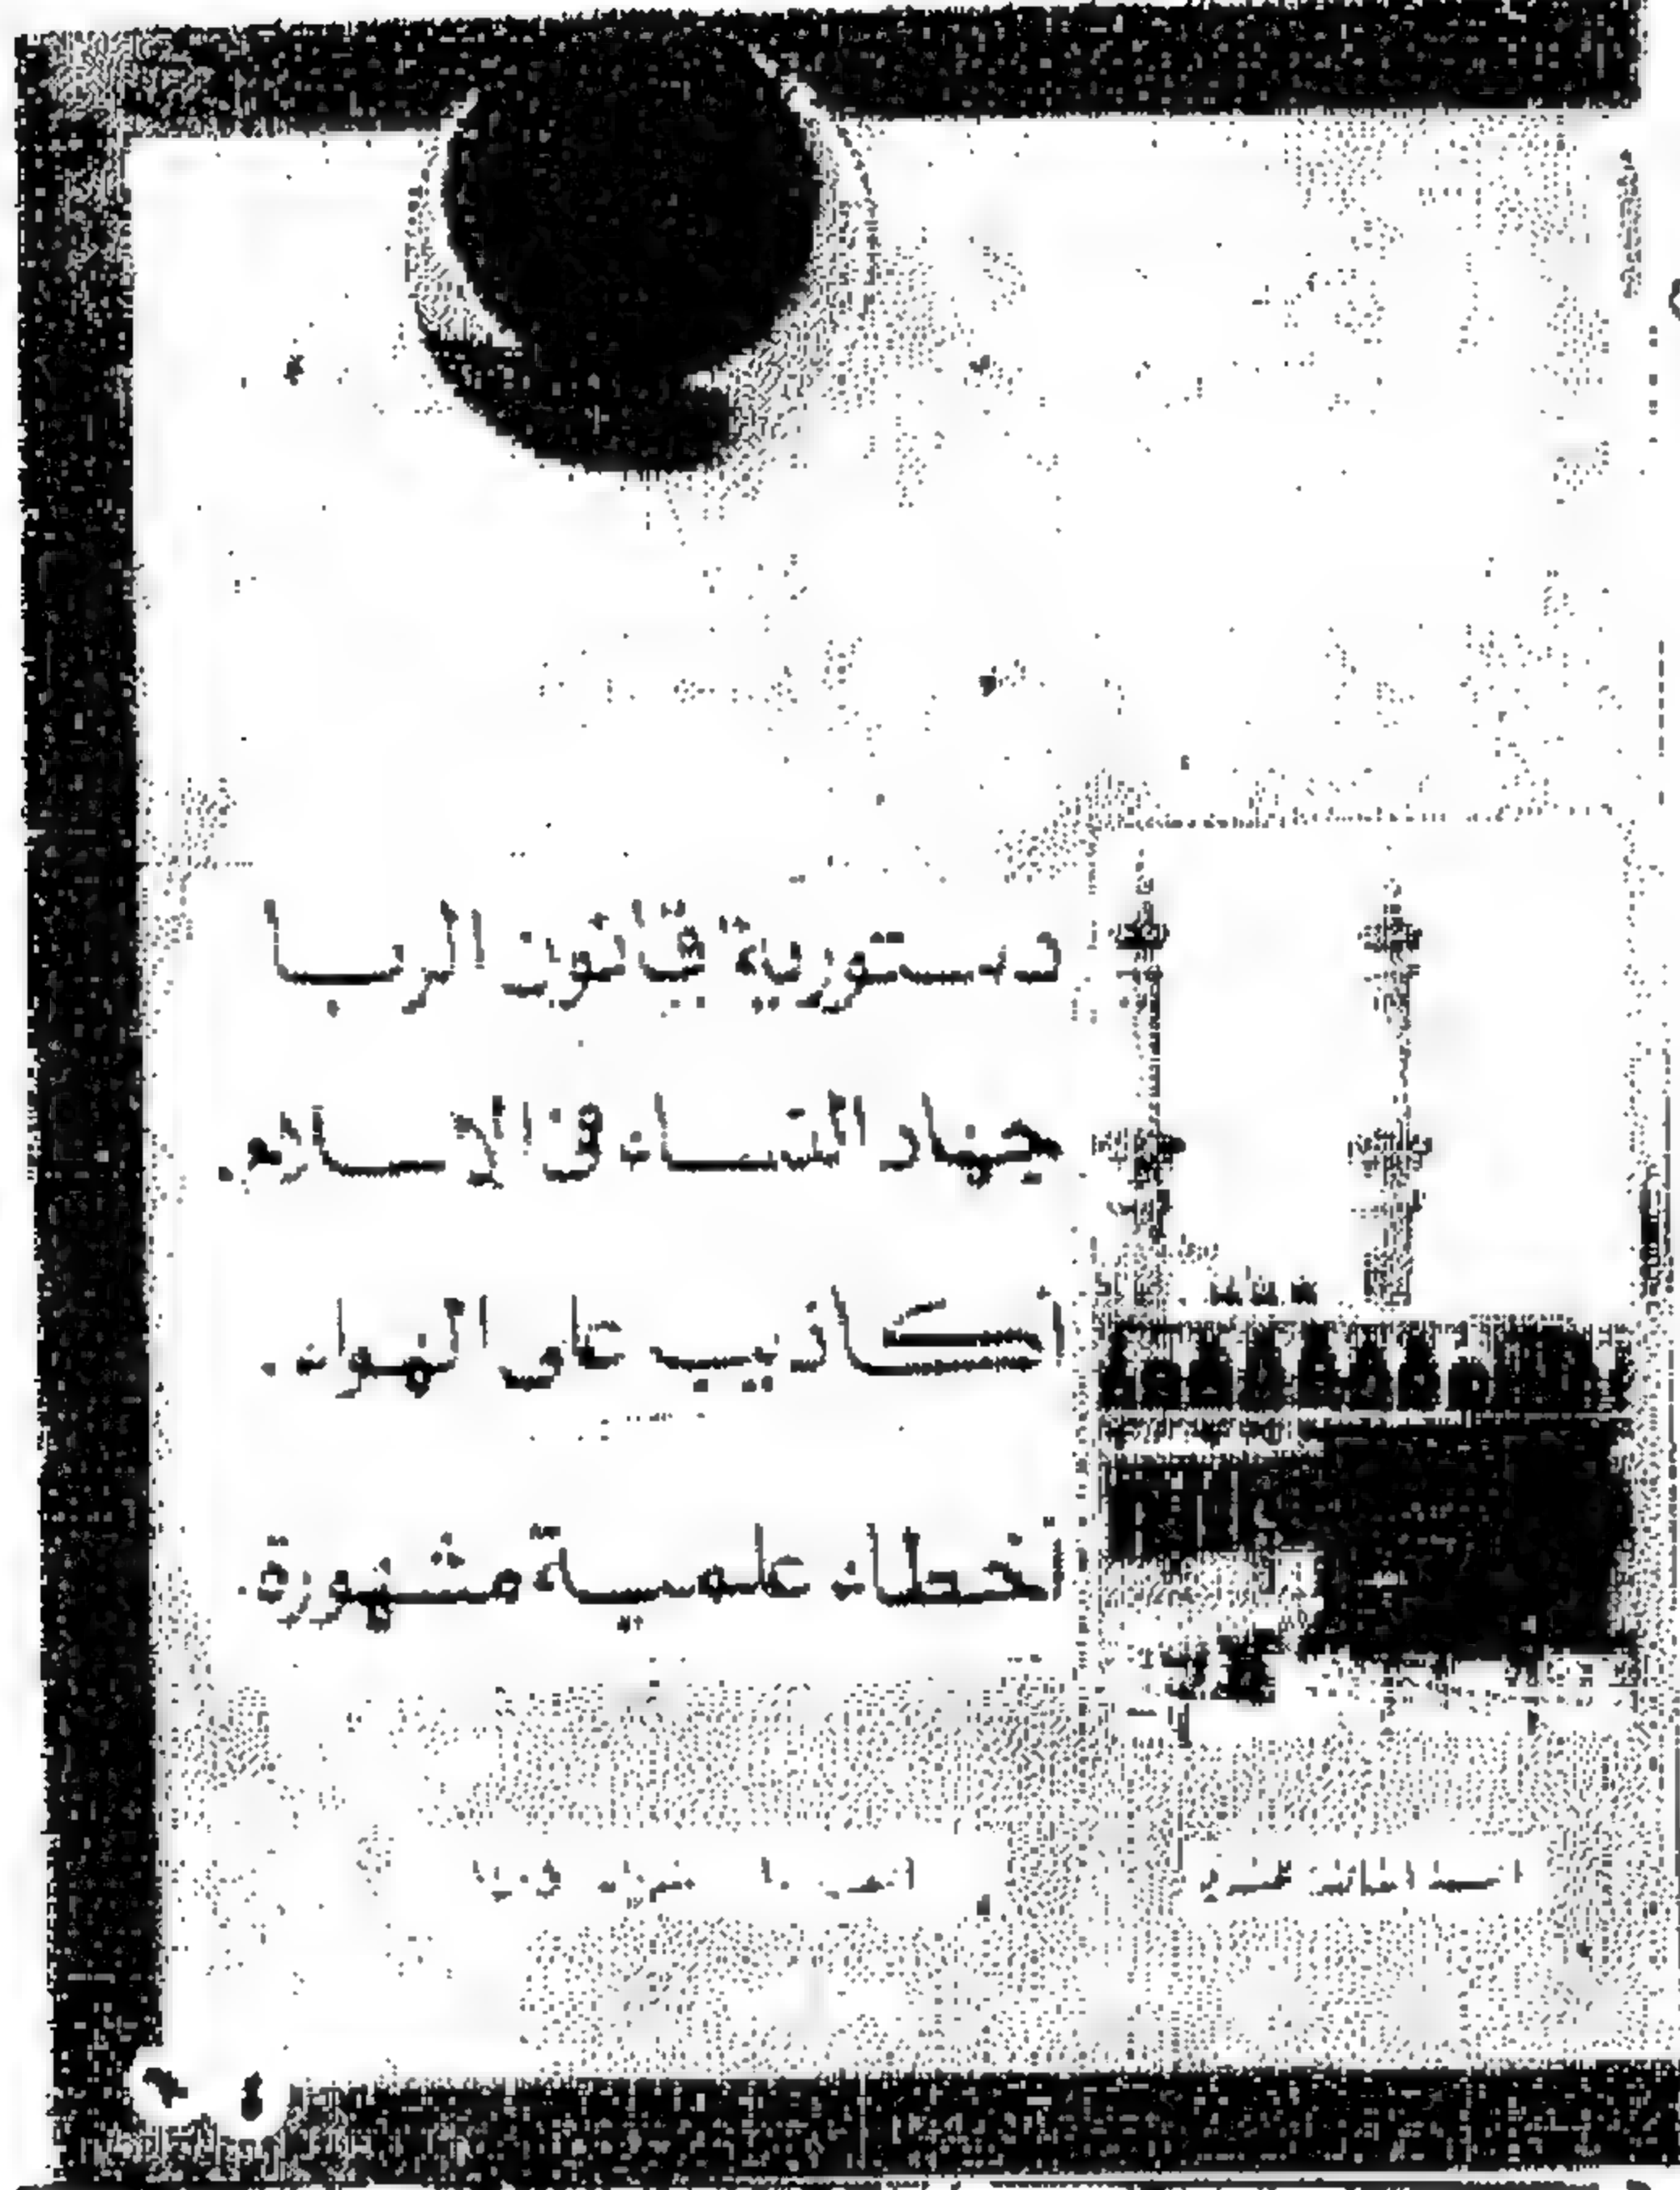 دستورية قانون الربا
جهاد النساء في الإسلام.
أكاذيب على الهواء.
أخطاء علمية مشهورة.